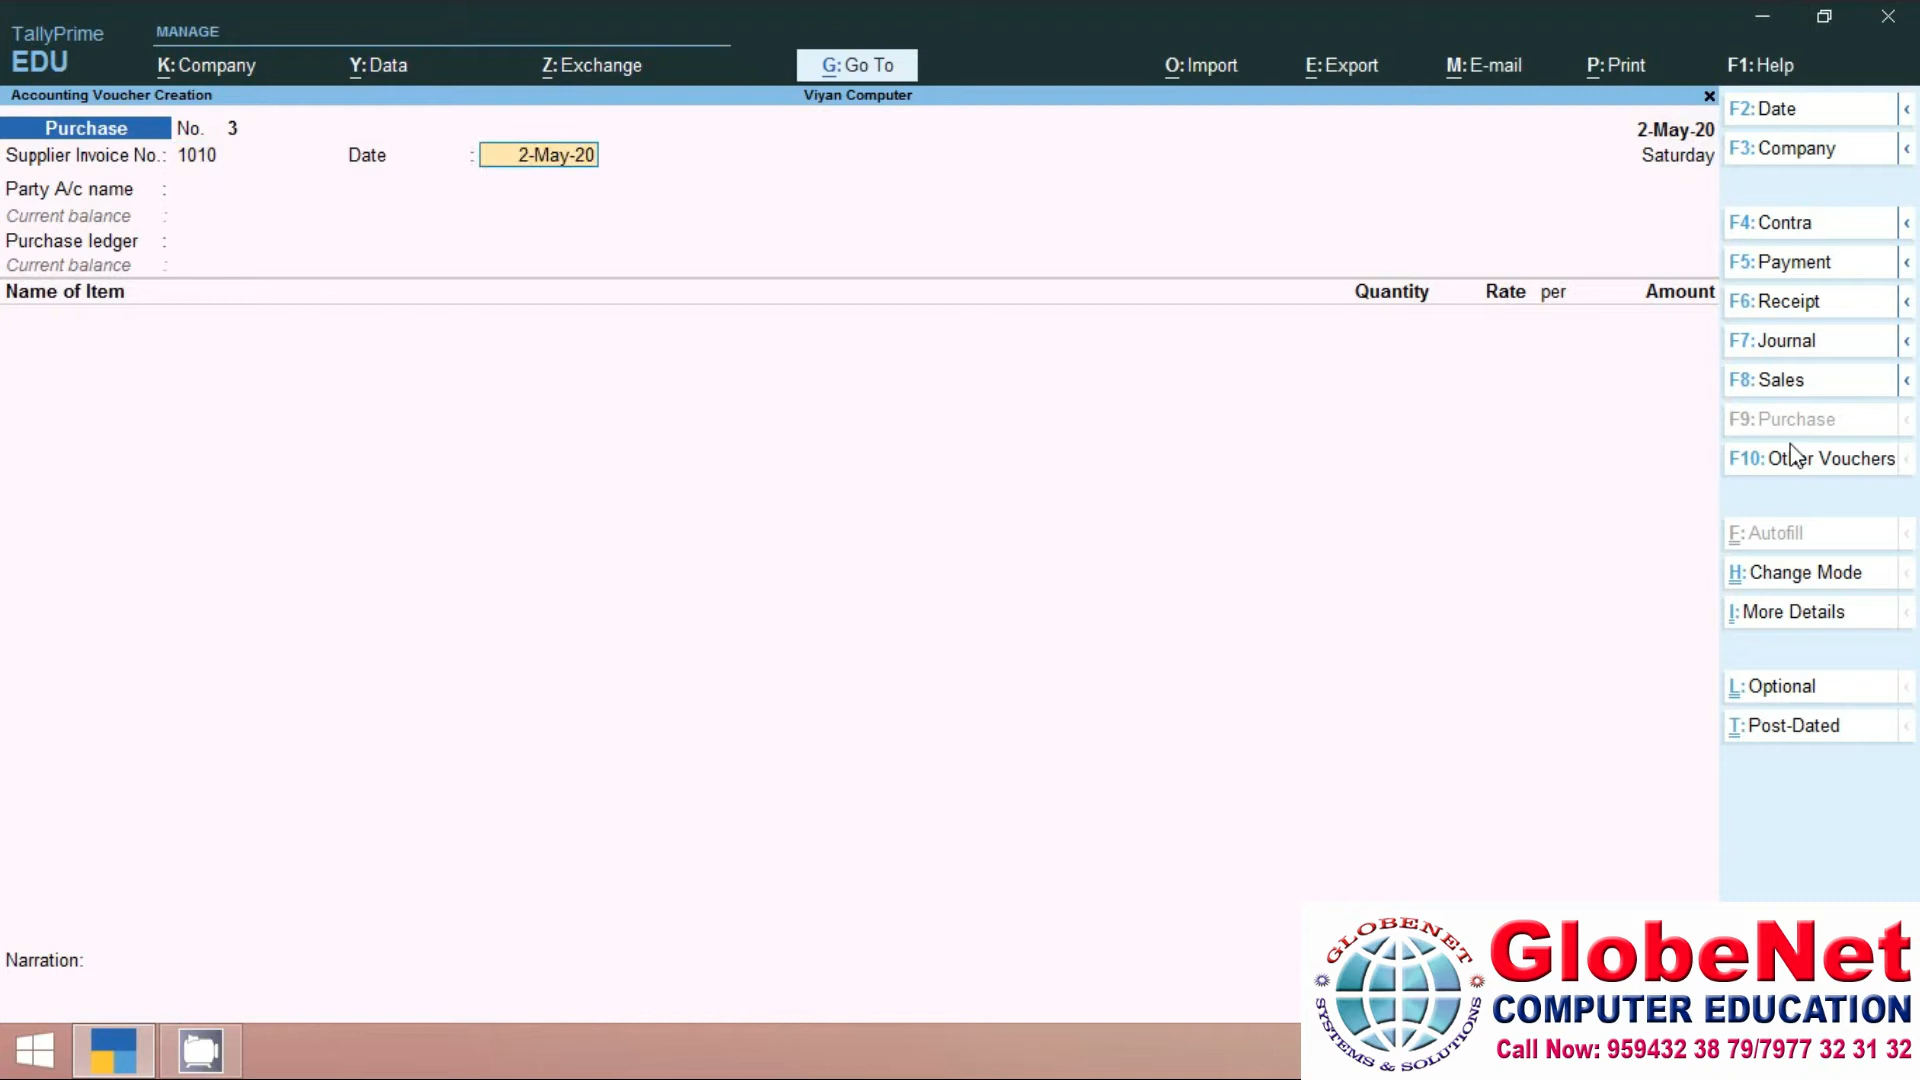 TallyPrime
EDU
MANAGE
K: Company
Y: Data
Z: Exchange
G: Go To
O: Import
E: Export
M: E-mail
P: Print
F1: Help
Accounting Voucher Creation
Viyan Computer
Purchase No. 3
2-May-20
Supplier Invoice No.: 1010 Date : 2-May-20
Saturday
Party A/c name :
Current balance :
Purchase ledger :
Current balance :
Name of Item Quantity Rate per Amount
F2: Date
F3: Company
F4: Contra
F5: Payment
F6: Receipt
F7: Journal
F8: Sales
F9: Purchase
F10: Other Vouchers
F: Autofill
H: Change Mode
I: More Details
L: Optional
T: Post-Dated
Narration:
GLOBENET
SYSTEMS & SOLUTIONS
GlobeNet
COMPUTER EDUCATION
Call Now: 959432 38 79/7977 32 31 32